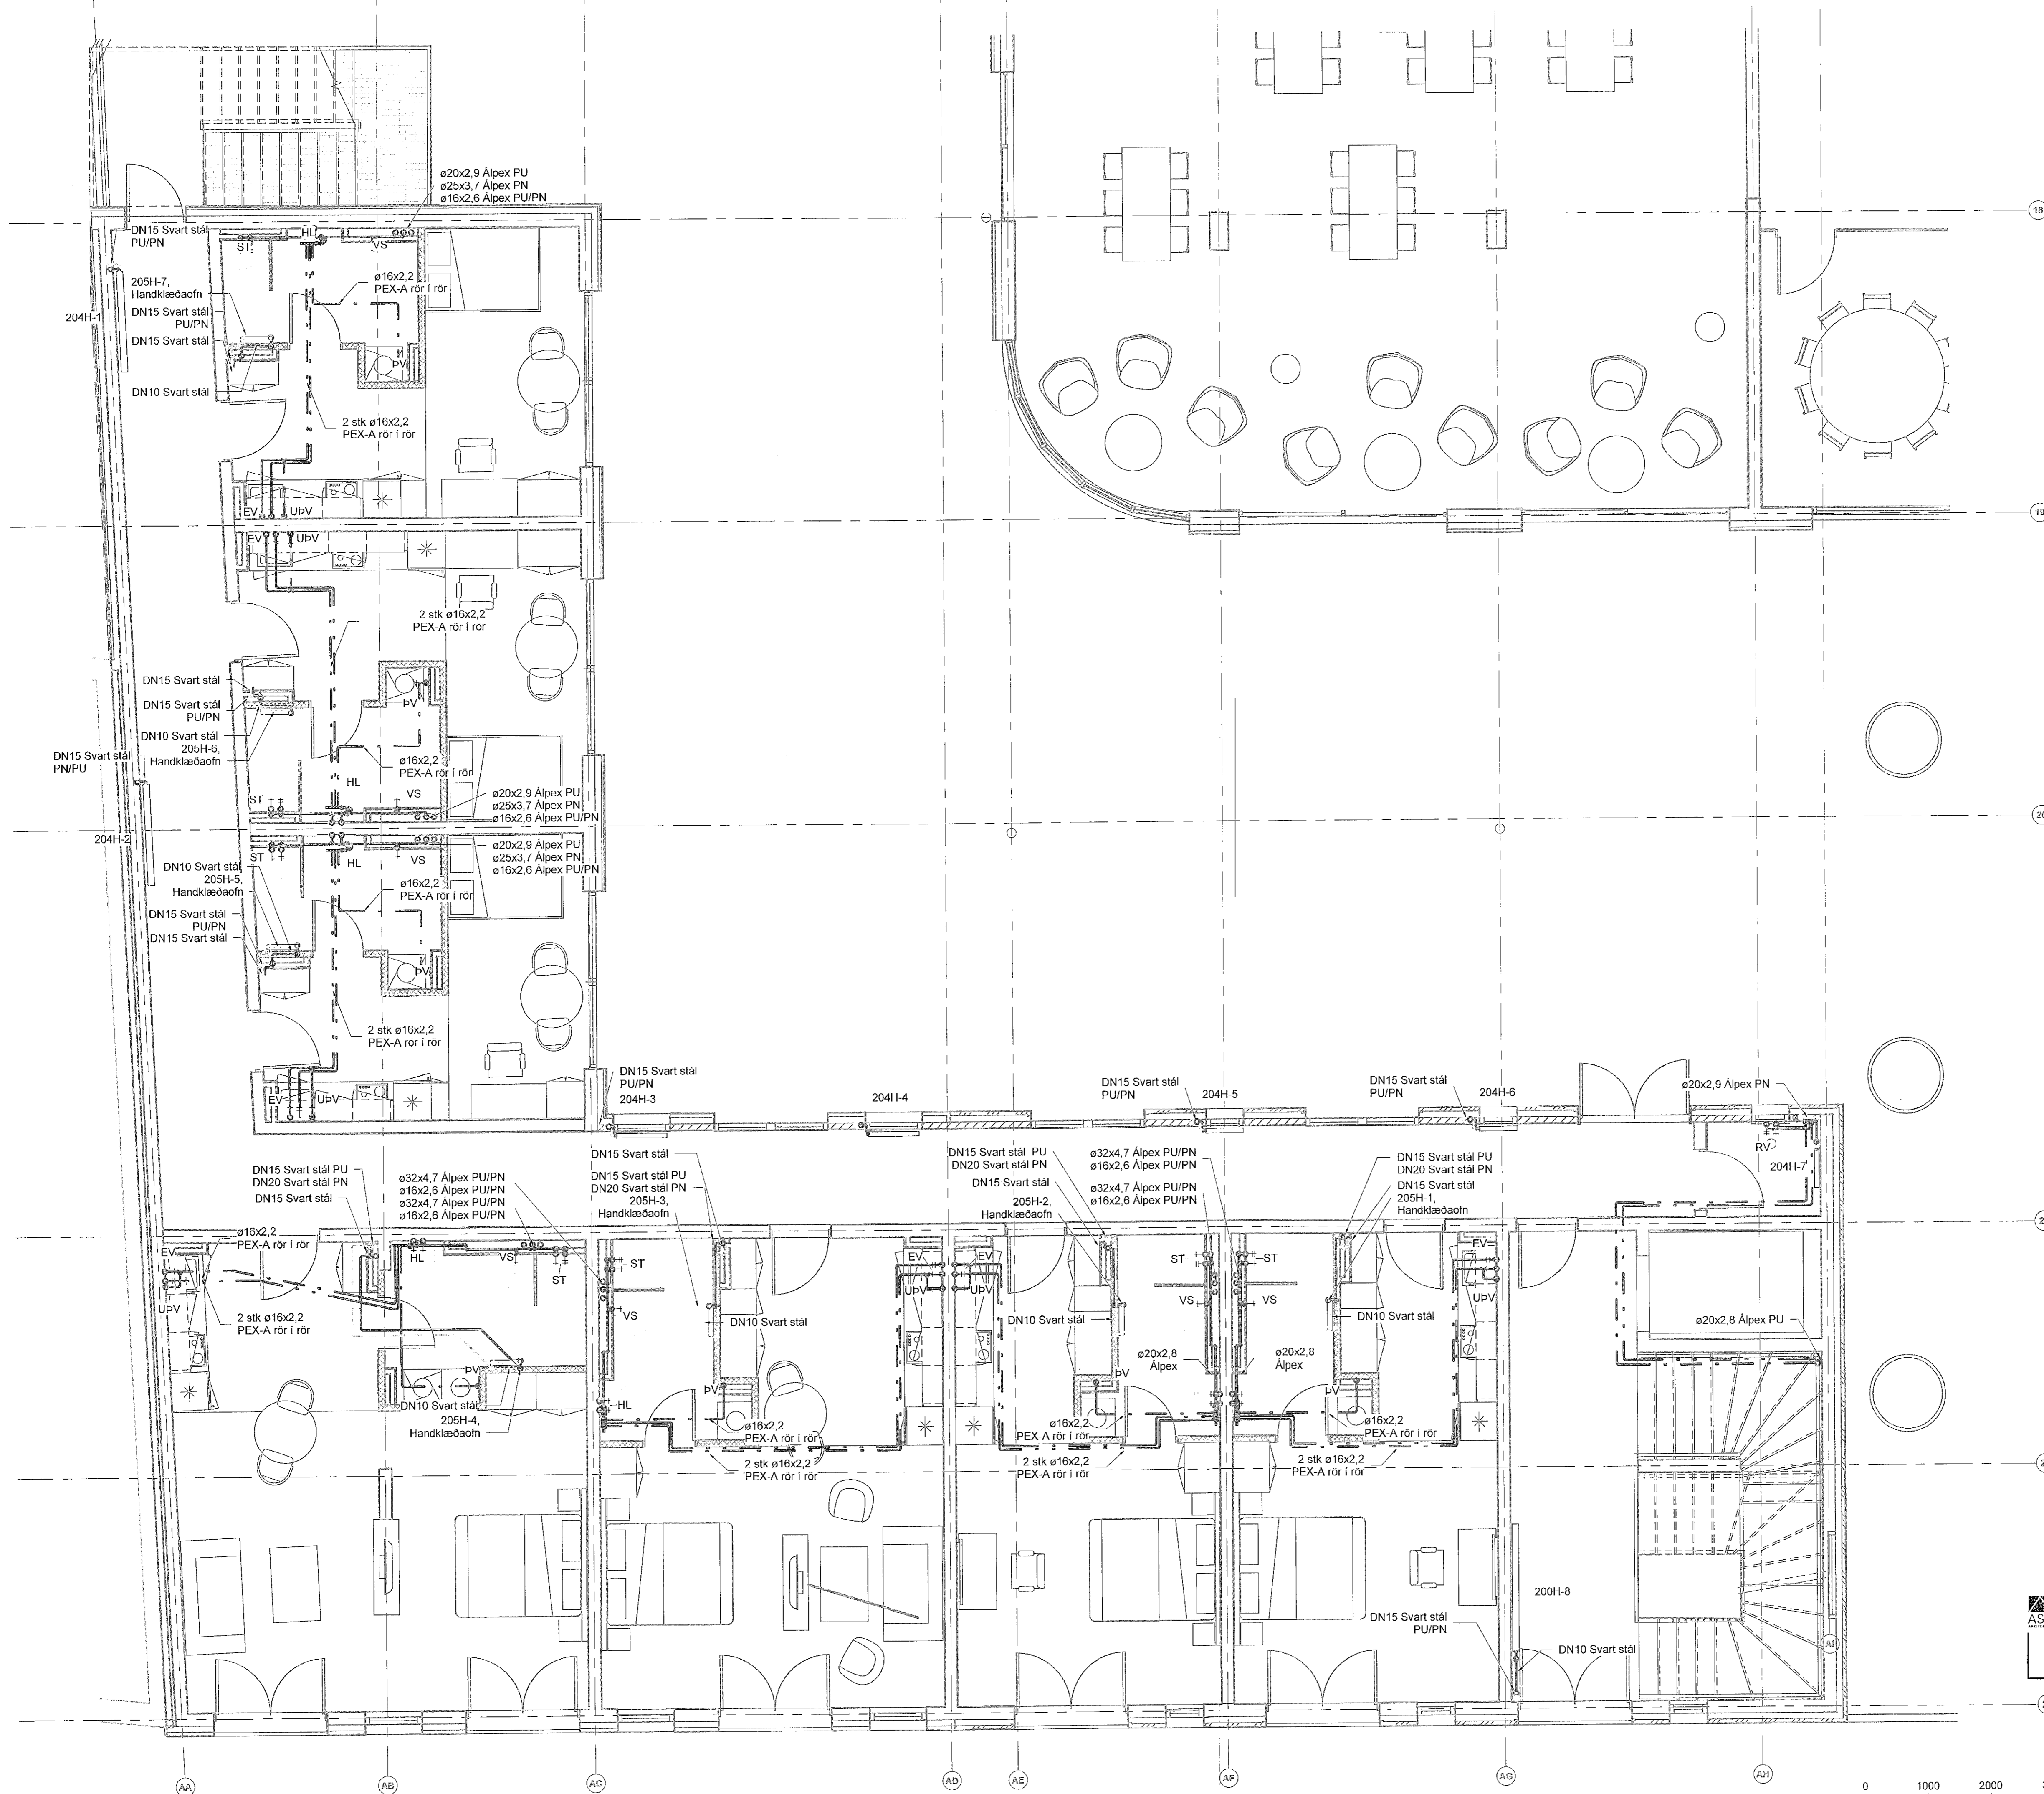 ø20x2,9 Álpex PU
ø25x3,7 Álpex PN
ø16x2,6 Álpex PU/PN
DN15 Svart stál
PU/PN
ST
HL
VS
18
205H-7,
Handklæðaofn
DN15 Svart stál
PU/PN
DN15 Svart stál
204H-1
DN10 Svart stál
ø16x2,2
PEX-A rör í rör
ÞV
2 stk ø16x2,2
PEX-A rör í rör
EV
UÞV
EV
UÞV
2 stk ø16x2,2
PEX-A rör í rör
DN15 Svart stál
DN15 Svart stál
PU/PN
DN10 Svart stál
205H-6,
Handklæðaofn
DN15 Svart stál
PN/PU
ÞV
ø16x2,2
PEX-A rör í rör
HL
ST
VS
ø20x2,9 Álpex PU
ø25x3,7 Álpex PN
ø16x2,6 Álpex PU/PN
204H-2
ST
HL
VS
ø20x2,9 Álpex PU
ø25x3,7 Álpex PN
ø16x2,6 Álpex PU/PN
DN10 Svart stál
205H-5,
Handklæðaofn
ø16x2,2
PEX-A rör í rör
DN15 Svart stál
PU/PN
DN15 Svart stál
ÞV
2 stk ø16x2,2
PEX-A rör í rör
EV
UÞV
DN15 Svart stál
PU/PN
204H-3
204H-4
DN15 Svart stál
PU/PN
204H-5
DN15 Svart stál
PU/PN
204H-6
ø20x2,9 Álpex PN
RV
204H-7
DN15 Svart stál PU
DN20 Svart stál PN
DN15 Svart stál
ø32x4,7 Álpex PU/PN
ø16x2,6 Álpex PU/PN
ø32x4,7 Álpex PU/PN
ø16x2,6 Álpex PU/PN
DN15 Svart stál
DN15 Svart stál PU
DN20 Svart stál PN
205H-3,
Handklæðaofn
DN15 Svart stál PU
DN20 Svart stál PN
DN15 Svart stál
205H-2,
Handklæðaofn
ø32x4,7 Álpex PU/PN
ø16x2,6 Álpex PU/PN
ø32x4,7 Álpex PU/PN
ø16x2,6 Álpex PU/PN
DN15 Svart stál PU
DN20 Svart stál PN
DN15 Svart stál
205H-1,
Handklæðaofn
ø16x2,2
PEX-A rör í rör
EV
UÞV
2 stk ø16x2,2
PEX-A rör í rör
HL
VS
ST
ÞV
DN10 Svart stál
205H-4,
Handklæðaofn
ST
VS
HL
DN10 Svart stál
ÞV
EV
UÞV
ø16x2,2
PEX-A rör í rör
2 stk ø16x2,2
PEX-A rör í rör
EV
UÞV
DN10 Svart stál
ÞV
ST
VS
ø20x2,8
Álpex
ø16x2,2
PEX-A rör í rör
2 stk ø16x2,2
PEX-A rör í rör
ST
VS
ø20x2,8
Álpex
DN10 Svart stál
ÞV
EV
UÞV
ø16x2,2
PEX-A rör í rör
2 stk ø16x2,2
PEX-A rör í rör
ø20x2,8 Álpex PU
200H-8
DN15 Svart stál
PU/PN
DN10 Svart stál
AI
AA
AB
AC
AD
AE
AF
AG
AH
0
1000
2000